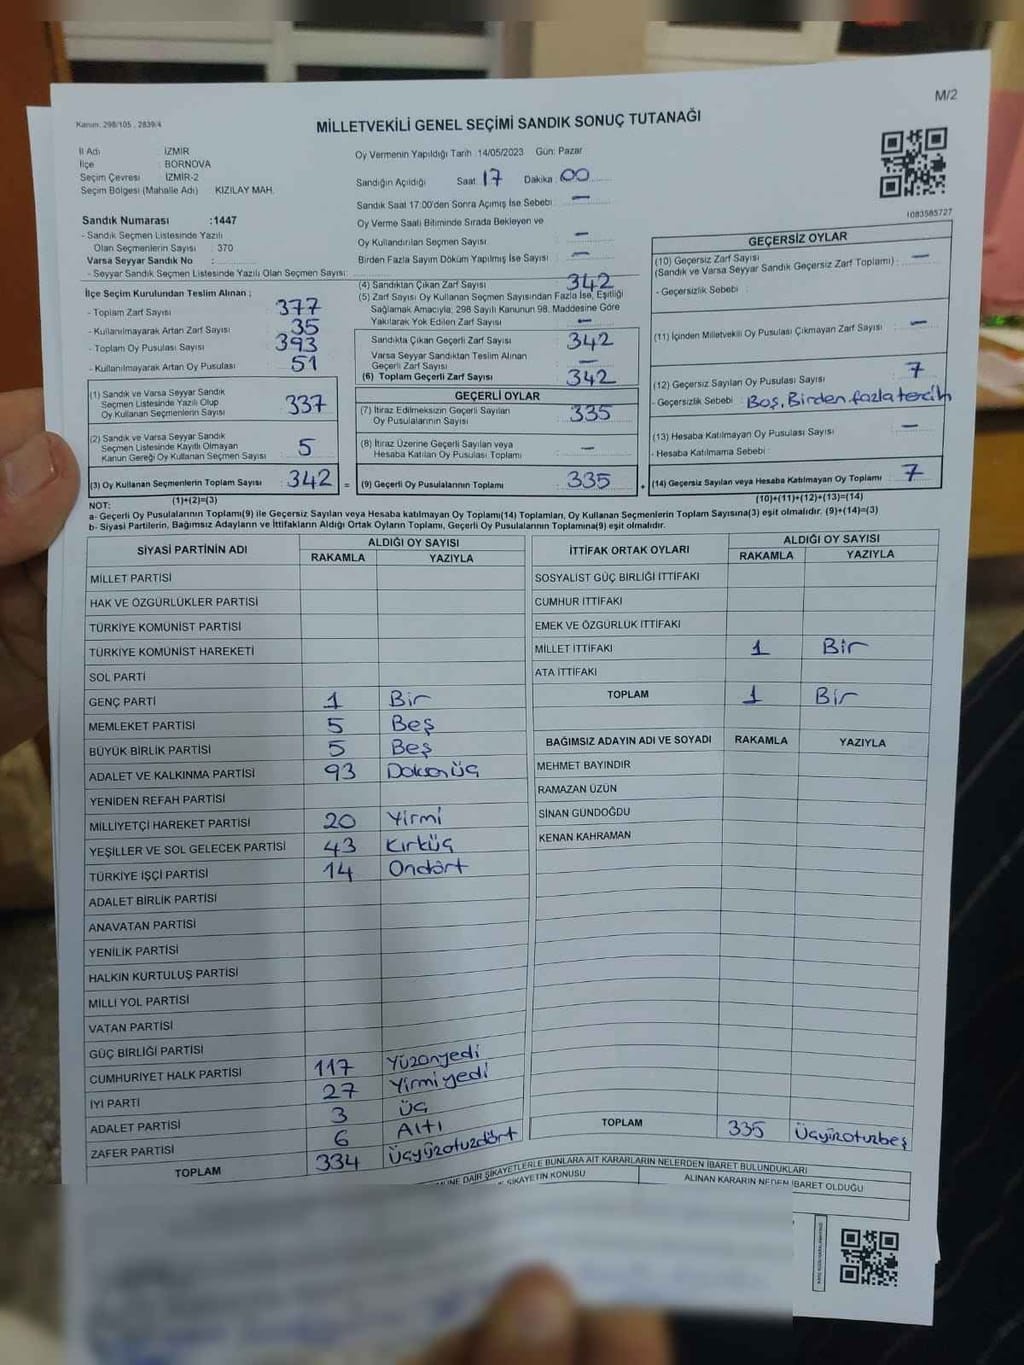 M/2
Kanun. 298/105 , 2839/4
MİLLETVEKİLİ GENEL SEÇİMİ SANDIK SONUÇ TUTANAĞI
İl Adı : İZMİR
İlçe : BORNOVA
Seçim Çevresi : İZMİR-2
Seçim Bölgesi (Mahalle Adı) : KIZILAY MAH.
Sandık Numarası :1447
- Sandık Seçmen Listesinde Yazılı
Olan Seçmenlerin Sayısı : 370
Varsa Seyyar Sandık No :
- Seyyar Sandık Seçmen Listesinde Yazılı Olan Seçmen Sayısı:
Oy Vermenin Yapıldığı Tarih :14/05/2023 Gün: Pazar
Sandığın Açıldığı Saat: 17 Dakika : 00
Sandık Saat 17:00'den Sonra Açımış İse Sebebi : —
Oy Verme Saati Bitiminde Sırada Bekleyen ve
Oy Kullandırılan Seçmen Sayısı : —
Birden Fazla Sayım Döküm Yapılmış İse Sayısı : —
1083585727
İlçe Seçim Kurulundan Teslim Alınan ;
- Toplam Zarf Sayısı : 377
- Kullanılmayarak Artan Zarf Sayısı : 35
- Toplam Oy Pusulası Sayısı : 393
- Kullanılmayarak Artan Oy Pusulası : 51
(1) Sandık ve Varsa Seyyar Sandık
Seçmen Listesinde Yazılı Olup
Oy Kullanan Seçmenlerin Sayısı : 337
(2) Sandık ve Varsa Seyyar Sandık
Seçmen Listesinde Kayıtlı Olmayan
Kanun Gereği Oy Kullanan Seçmen Sayısı : 5
(3) Oy Kullanan Seçmenlerin Toplam Sayısı : 342 =
(1)+(2)=(3)
(4) Sandıktan Çıkan Zarf Sayısı : 342
(5) Zarf Sayısı Oy Kullanan Seçmen Sayısından Fazla İse, Eşitliği
Sağlamak Amacıyla; 298 Sayılı Kanunun 98. Maddesine Göre
Yakılarak Yok Edilen Zarf Sayısı : —
Sandıkta Çıkan Geçerli Zarf Sayısı : 342
Varsa Seyyar Sandıktan Teslim Alınan
Geçerli Zarf Sayısı : —
(6) Toplam Geçerli Zarf Sayısı : 342
GEÇERLİ OYLAR
(7) İtiraz Edilmeksizin Geçerli Sayılan
Oy Pusulasının Sayısı : 335
(8) İtiraz Üzerine Geçerli Sayılan veya
Hesaba Katılan Oy Pusulası Toplamı : —
(9) Geçerli Oy Pusulalarının Toplamı : 335 +
GEÇERSİZ OYLAR
(10) Geçersiz Zarf Sayısı
(Sandık ve Varsa Seyyar Sandık Geçersiz Zarf Toplamı) : —
- Geçersizlik Sebebi :
(11) İçinden Milletvekili Oy Pusulası Çıkmayan Zarf Sayısı : —
(12) Geçersiz Sayılan Oy Pusulası Sayısı : 7
- Geçersizlik Sebebi : Boş, Birden fazla tercih
(13) Hesaba Katılmayan Oy Pusulası Sayısı : —
- Hesaba Katılmama Sebebi :
(14) Geçersiz Sayılan veya Hesaba Katılmayan Oy Toplamı : 7
(10)+(11)+(12)+(13)=(14)
NOT:
a- Geçerli Oy Pusulalarının Toplamı(9) ile Geçersiz Sayılan veya Hesaba katılmayan Oy Toplamı(14) Toplamları, Oy Kullanan Seçmenlerin Toplam Sayısına(3) eşit olmalıdır. (9)+(14)=(3)
b- Siyasi Partilerin, Bağımsız Adayların ve İttifakların Aldığı Ortak Oyların Toplamı, Geçerli Oy Pusulalarının Toplamına(9) eşit olmalıdır.
SİYASİ PARTİNİN ADI ALDIĞI OY SAYISI
RAKAMLA YAZIYLA
MİLLET PARTİSİ
HAK VE ÖZGÜRLÜKLER PARTİSİ
TÜRKİYE KOMÜNİST PARTİSİ
TÜRKİYE KOMÜNİST HAREKETİ
SOL PARTİ
GENÇ PARTİ 1 Bir
MEMLEKET PARTİSİ 5 Beş
BÜYÜK BİRLİK PARTİSİ 5 Beş
ADALET VE KALKINMA PARTİSİ 93 Doksanüç
YENİDEN REFAH PARTİSİ
MİLLİYETÇİ HAREKET PARTİSİ 20 Yirmi
YEŞİLLER VE SOL GELECEK PARTİSİ 43 Kırküç
TÜRKİYE İŞÇİ PARTİSİ 14 Ondört
ADALET BİRLİK PARTİSİ
ANAVATAN PARTİSİ
YENİLİK PARTİSİ
HALKIN KURTULUŞ PARTİSİ
MİLLİ YOL PARTİSİ
VATAN PARTİSİ
GÜÇ BİRLİĞİ PARTİSİ
CUMHURİYET HALK PARTİSİ 117 Yüzonyedi
İYİ PARTİ 27 Yirmiyedi
ADALET PARTİSİ 3 Üç
ZAFER PARTİSİ 6 Altı
TOPLAM 334 Üçyüzotuzdört
İTTİFAK ORTAK OYLARI ALDIĞI OY SAYISI
RAKAMLA YAZIYLA
SOSYALİST GÜÇ BİRLİĞİ İTTİFAKI
CUMHUR İTTİFAKI
EMEK VE ÖZGÜRLÜK İTTİFAKI
MİLLET İTTİFAKI 1 Bir
ATA İTTİFAKI
TOPLAM 1 Bir
BAĞIMSIZ ADAYIN ADI VE SOYADI RAKAMLA YAZIYLA
MEHMET BAYINDIR
RAMAZAN ÜZÜN
SİNAN GÜNDOĞDU
KENAN KAHRAMAN
TOPLAM 335 Üçyüzotuzbeş
DAİR ŞİKAYETLERLE BUNLARA AİT KARARLARIN NELERDEN İBARET BULUNDUKLARI
ŞİKAYETİN KONUSU ALINAN KARARIN NEDEN İBARET OLDUĞU